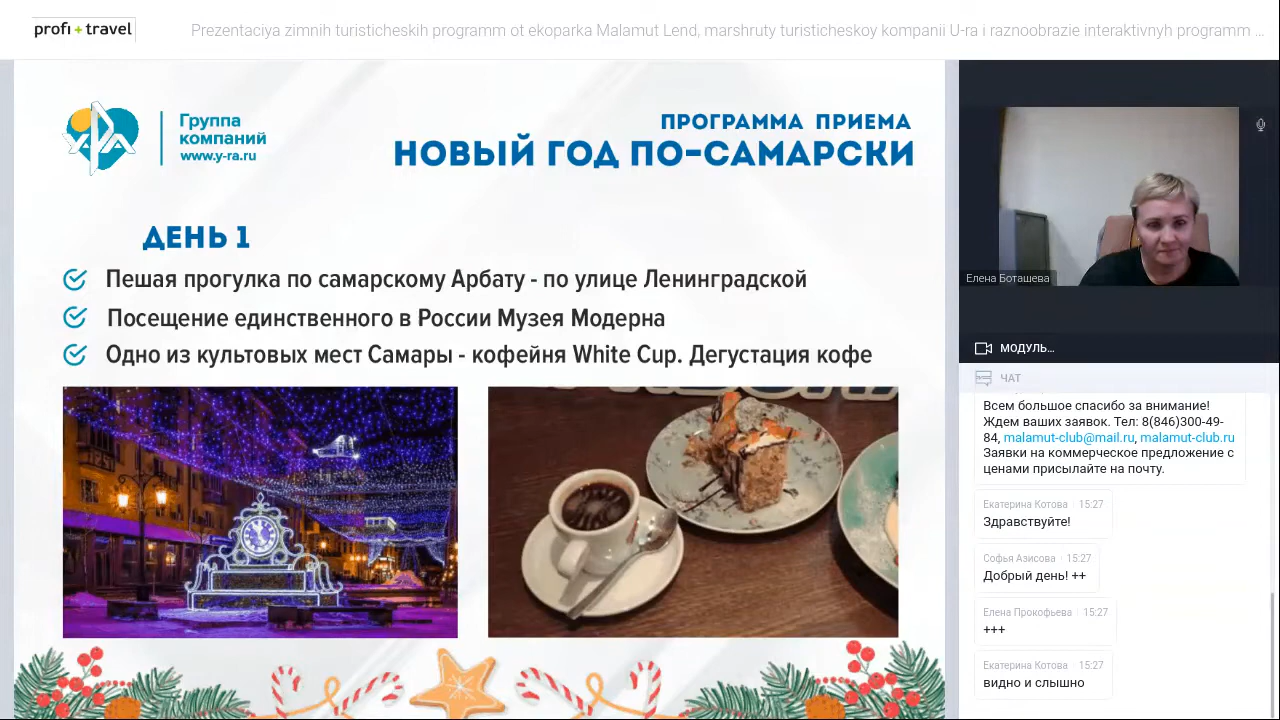 profi + travel
Prezentaciya zimnih turisticheskih programm ot ekoparka Malamut Lend, marshruty turisticheskoy kompanii U-ra i raznoobrazie interaktivnyh programm ...
УРА
Группа
компаний
www.y-ra.ru
ПРОГРАММА ПРИЕМА
НОВЫЙ ГОД ПО-САМАРСКИ
ДЕНЬ 1
Пешая прогулка по самарскому Арбату - по улице Ленинградской
Посещение единственного в России Музея Модерна
Одно из культовых мест Самары - кофейня White Cup. Дегустация кофе
Елена Боташева
МОДУЛЬ...
ЧАТ
Всем большое спасибо за внимание!
Ждем ваших заявок. Тел: 8(846)300-49-
84, malamut-club@mail.ru, malamut-club.ru
Заявки на коммерческое предложение с
ценами присылайте на почту.
Екатерина Котова 15:27
Здравствуйте!
Софья Азисова 15:27
Добрый день! ++
Елена Прокофьева 15:27
+++
Екатерина Котова 15:27
видно и слышно